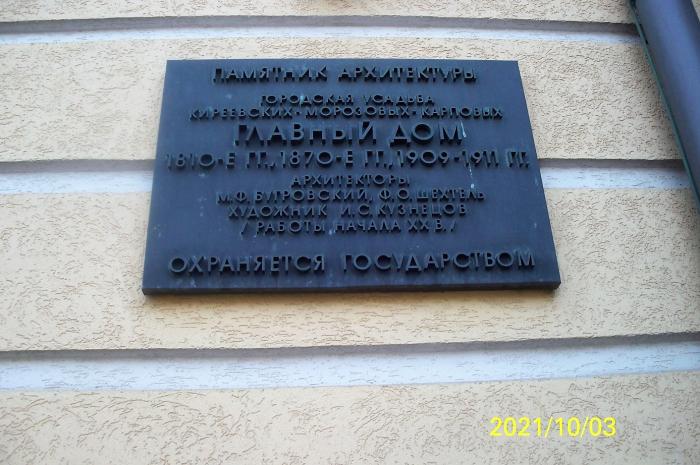 ПАМЯТНИК АРХИТЕКТУРЫ
ГОРОДСКАЯ УСАДЬБА
КИРЕЕВСКИХ-МОРОЗОВЫХ-КАРПОВЫХ
ГЛАВНЫЙ ДОМ
1810-Е ГГ., 1870-Е ГГ., 1909-1911 ГГ.
АРХИТЕКТОРЫ
М.Ф. БУГРОВСКИЙ, Ф.О. ШЕХТЕЛЬ
ХУДОЖНИК И.С. КУЗНЕЦОВ
/ РАБОТЫ НАЧАЛА XX В. /
ОХРАНЯЕТСЯ ГОСУДАРСТВОМ
2021/10/03